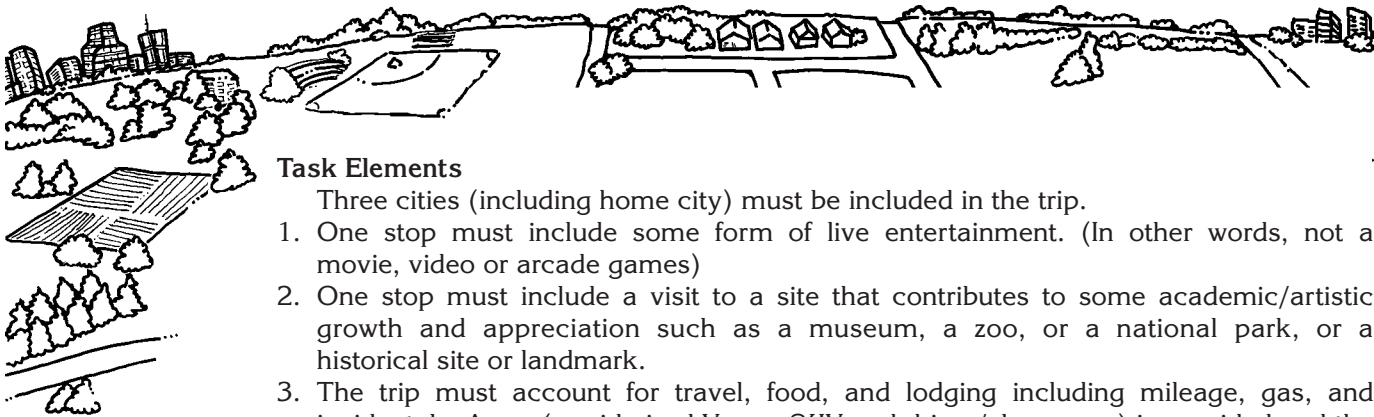 Task Elements
Three cities (including home city) must be included in the trip.
1. One stop must include some form of live entertainment. (In other words, not a
movie, video or arcade games)
2. One stop must include a visit to a site that contributes to some academic/artistic
growth and appreciation such as a museum, a zoo, or a national park, or a
historical site or landmark.
3. The trip must account for travel, food, and lodging including mileage, gas, and